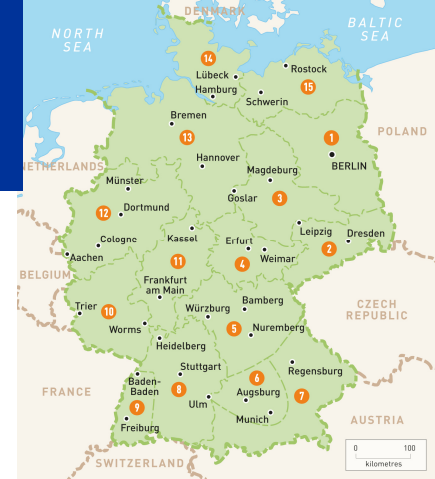 DENMARK
NORTH
SEA
BALTIC
SEA
14
Rostock
Lübeck
15
Hamburg
Schwerin
Bremen
13
1
POLAND
Hannover
BERLIN
NETHERLANDS
Magdeburg
Münster
3
Goslar
12
Dortmund
Leipzig
Dresden
Cologne
Kassel
Erfurt
2
Aachen
11
4
Weimar
BELGIUM
Frankfurt
am Main
Trier
10
Würzburg
Bamberg
CZECH
REPUBLIC
Worms
5
Nuremberg
Heidelberg
Stuttgart
Regensburg
Baden-
Baden
8
6
FRANCE
Augsburg
7
9
Ulm
Munich
AUSTRIA
Freiburg
SWITZERLAND
0 100
kilometres